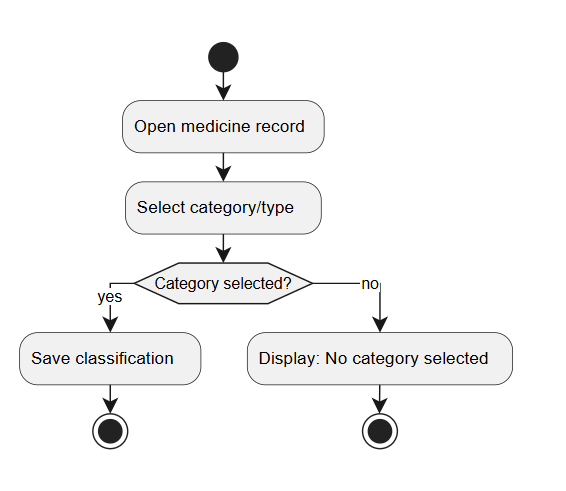 Open medicine record
Select category/type
Category selected?
yes
no
Save classification
Display: No category selected